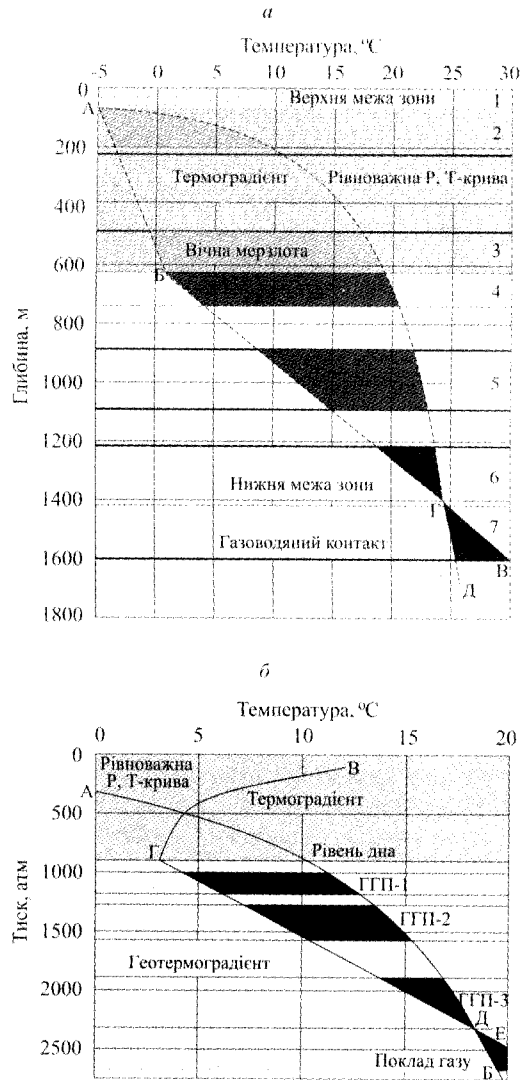 а
Температура, °С
-5 0 5 10 15 20 25 30
0
А
Верхня межа зони
1
2
200
Термоградієнт
Рівноважна Р, Т-крива
400
3
Вічна мерзлота
600
Б
4
800
Глибина, м
1000
5
1200
Нижня межа зони
6
1400
Г
7
Газоводяний контакт
1600
В
Д
1800
б
Температура, °С
0 5 10 15 20
0
Рівноважна
Р, Т-крива
В
А
Термоградієнт
500
Г
Рівень дна
1000
ГГП-1
Тиск, атм
ГГП-2
1500
Геотермоградієнт
2000
ГГП-3
Д
Е
2500
Поклад газу
Б